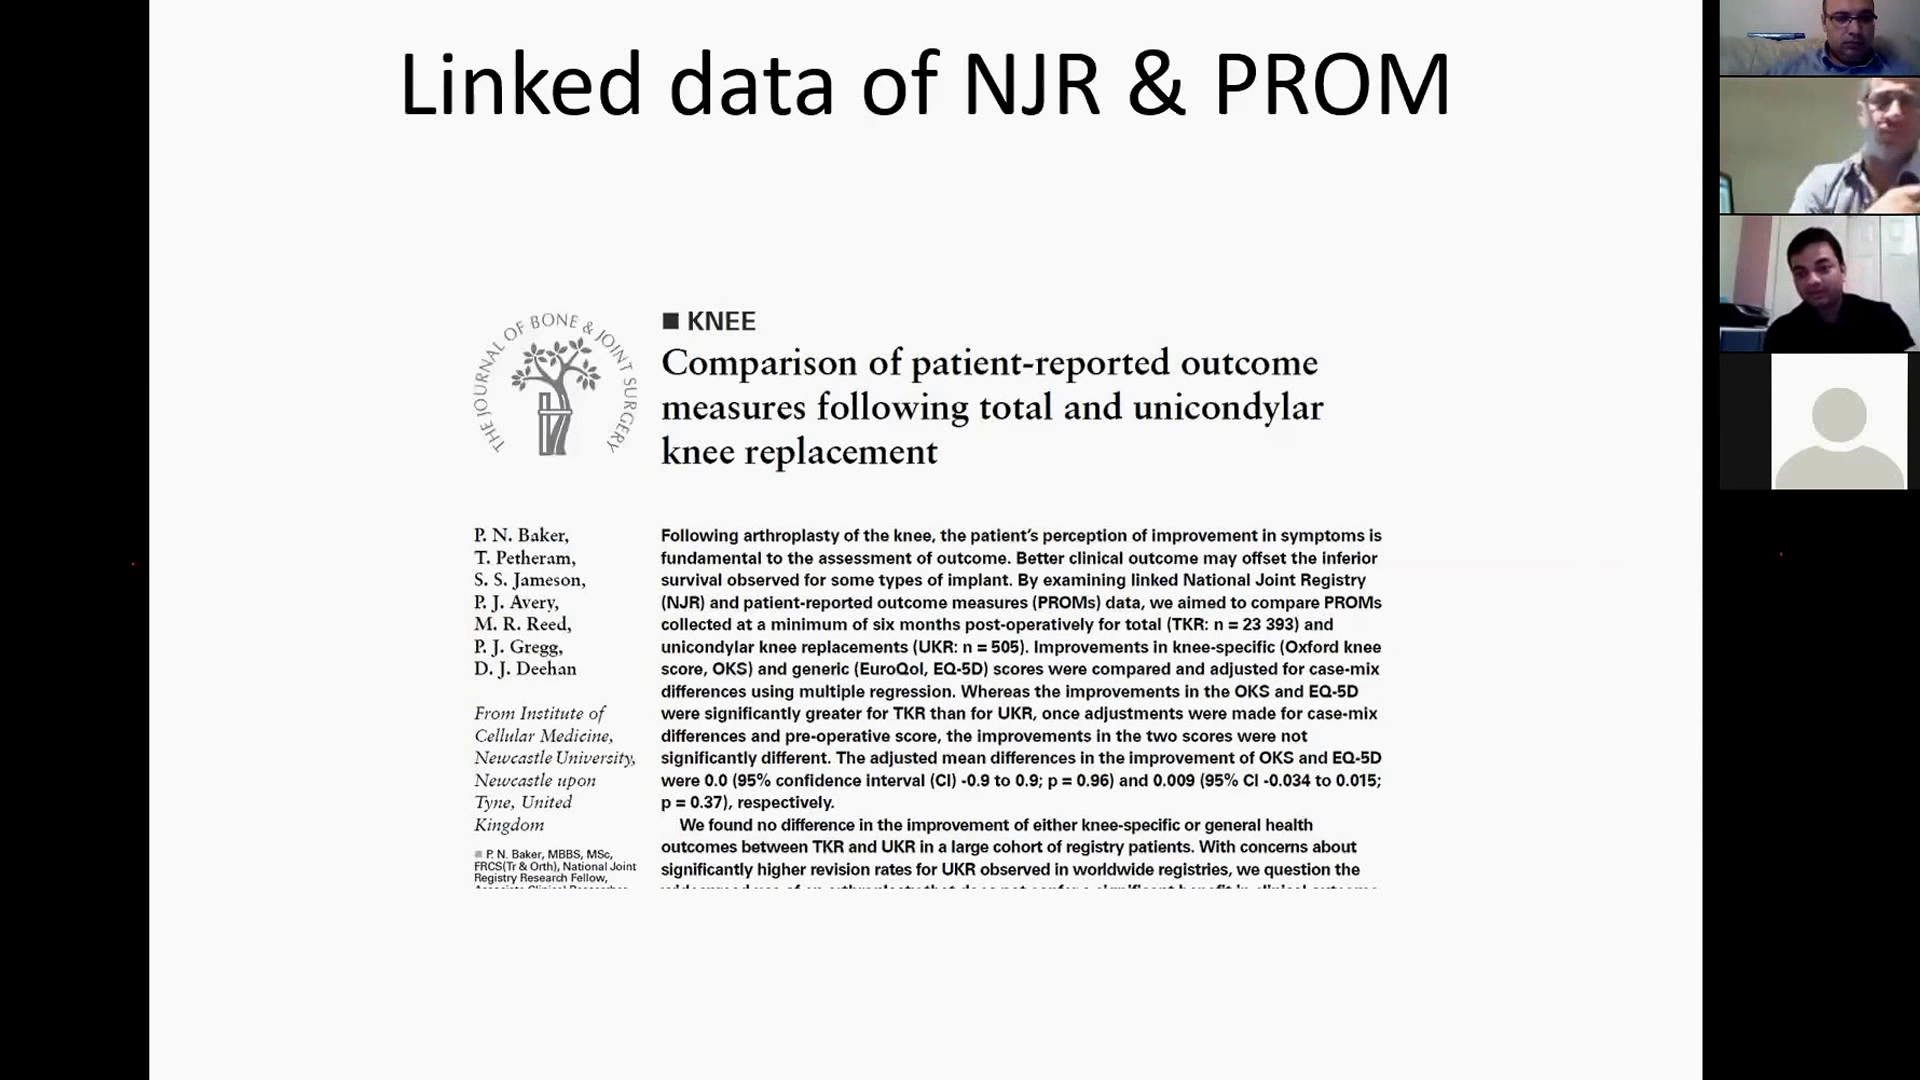 Linked data of NJR & PROM
THE JOURNAL OF BONE & JOINT SURGERY
■ KNEE
Comparison of patient-reported outcome
measures following total and unicondylar
knee replacement
P. N. Baker,
T. Petheram,
S. S. Jameson,
P. J. Avery,
M. R. Reed,
P. J. Gregg,
D. J. Deehan
From Institute of
Cellular Medicine,
Newcastle University,
Newcastle upon
Tyne, United
Kingdom
■ P. N. Baker, MBBS, MSc,
FRCS(Tr & Orth), National Joint
Registry Research Fellow,
Following arthroplasty of the knee, the patient’s perception of improvement in symptoms is
fundamental to the assessment of outcome. Better clinical outcome may offset the inferior
survival observed for some types of implant. By examining linked National Joint Registry
(NJR) and patient-reported outcome measures (PROMs) data, we aimed to compare PROMs
collected at a minimum of six months post-operatively for total (TKR: n = 23 393) and
unicondylar knee replacements (UKR: n = 505). Improvements in knee-specific (Oxford knee
score, OKS) and generic (EuroQol, EQ-5D) scores were compared and adjusted for case-mix
differences using multiple regression. Whereas the improvements in the OKS and EQ-5D
were significantly greater for TKR than for UKR, once adjustments were made for case-mix
differences and pre-operative score, the improvements in the two scores were not
significantly different. The adjusted mean differences in the improvement of OKS and EQ-5D
were 0.0 (95% confidence interval (CI) -0.9 to 0.9; p = 0.96) and 0.009 (95% CI -0.034 to 0.015;
p = 0.37), respectively.
We found no difference in the improvement of either knee-specific or general health
outcomes between TKR and UKR in a large cohort of registry patients. With concerns about
significantly higher revision rates for UKR observed in worldwide registries, we question the